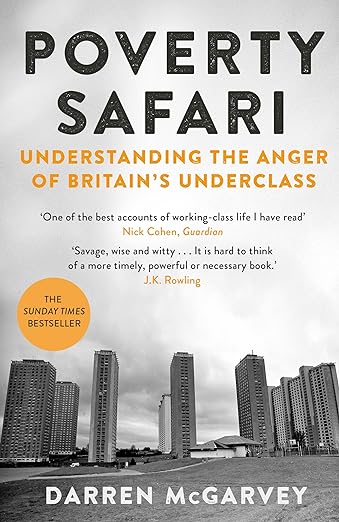 POVERTY
SAFARI
UNDERSTANDING THE ANGER
OF BRITAIN'S UNDERCLASS
‘One of the best accounts of working-class life I have read’
Nick Cohen, Guardian
‘Savage, wise and witty . . . It is hard to think
of a more timely, powerful or necessary book.’
J.K. Rowling
THE
SUNDAY TIMES
BESTSELLER
DARREN McGARVEY